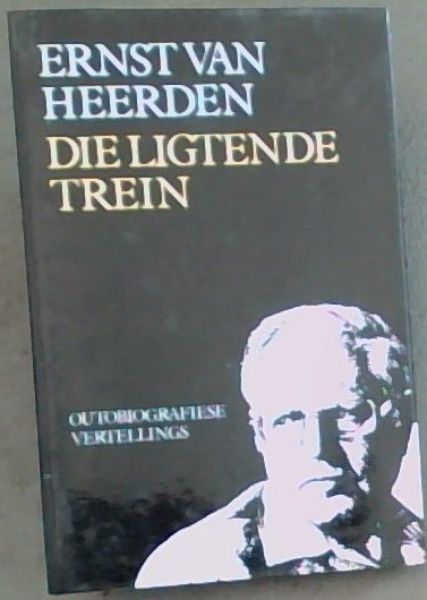 ERNST VAN
HEERDEN
DIE LIGTENDE
TREIN
OUTOBIOGRAFIESE
VERTELLINGS